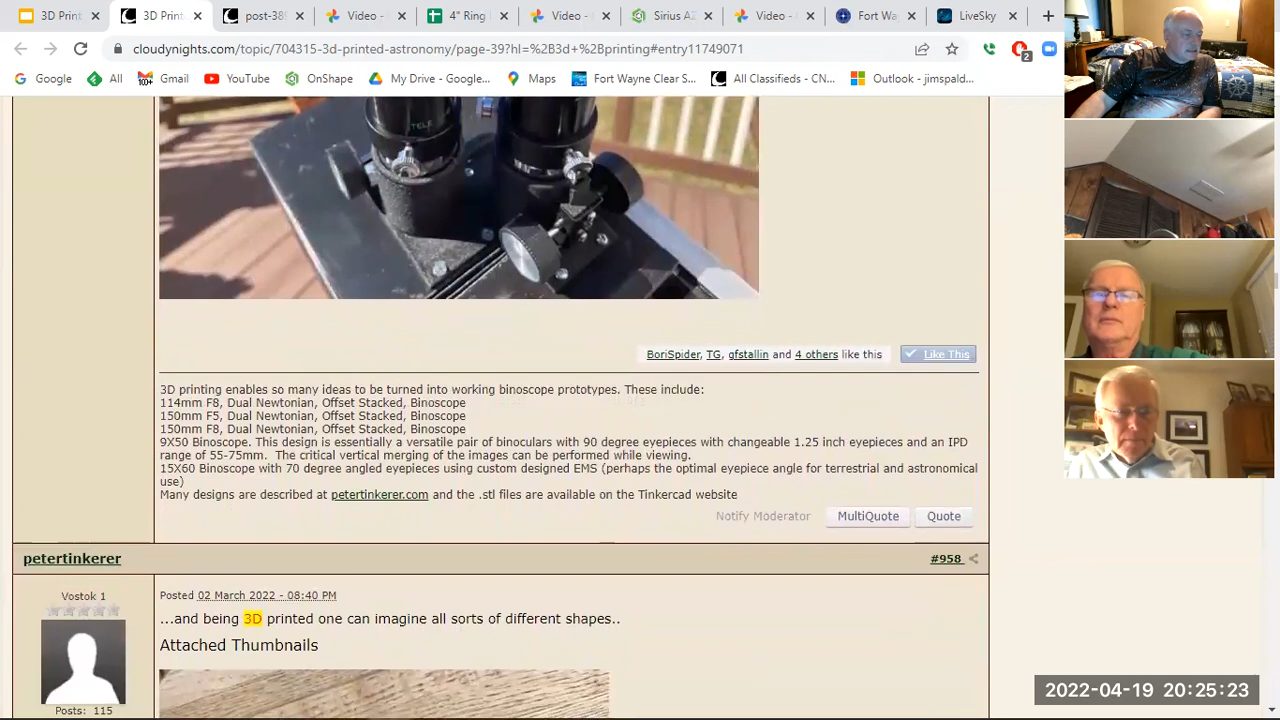 3D Print
3D Print
post-386
Video -
1" Ring
Video -
Sirius AZ
Video - A
Fort Way
LiveSky
cloudynights.com/topic/704315-3d-printed-astronomy/page-39?hl=%2B3d+%2Bprinting#entry11749071
2
Google
All
100+
Gmail
YouTube
OnShape
My Drive - Google...
Maps
Fort Wayne Clear S...
All Classifieds - CN...
Outlook - jimspald...
TELE
BoriSpider, TG, gfstallin and 4 others like this
Like This
3D printing enables so many ideas to be turned into working binoscope prototypes. These include:
114mm F8, Dual Newtonian, Offset Stacked, Binoscope
150mm F5, Dual Newtonian, Offset Stacked, Binoscope
150mm F8, Dual Newtonian, Offset Stacked, Binoscope
9X50 Binoscope. This design is essentially a versatile pair of binoculars with 90 degree eyepieces with changeable 1.25 inch eyepieces and an IPD
range of 55-75mm. The critical vertical merging of the images can be performed while viewing.
15X60 Binoscope with 70 degree angled eyepieces using custom designed EMS (perhaps the optimal eyepiece angle for terrestrial and astronomical
use)
Many designs are described at petertinkerer.com and the .stl files are available on the Tinkercad website
Notify Moderator
MultiQuote
Quote
petertinkerer
#958
Vostok 1
Posted 02 March 2022 - 08:40 PM
...and being 3D printed one can imagine all sorts of different shapes..
Attached Thumbnails
Posts: 115
2022-04-19 20:25:23